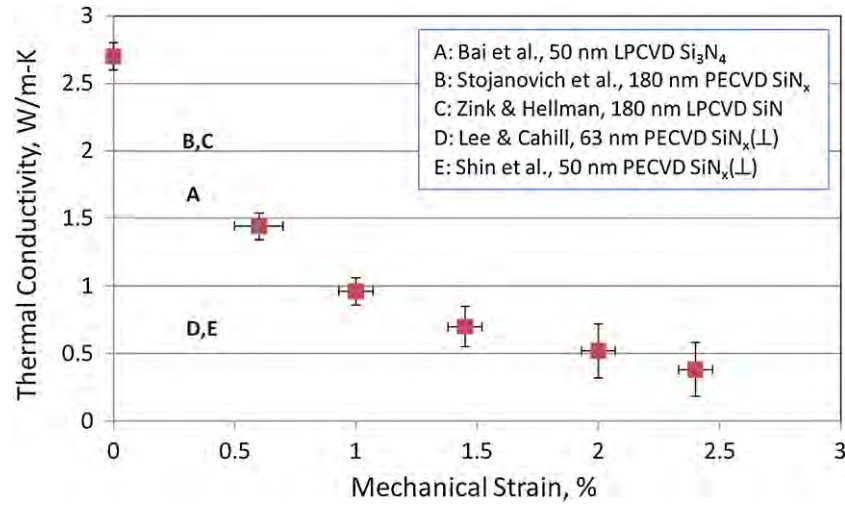 3
2.5
2
1.5
1
0.5
0
Thermal Conductivity, W/m-K
A: Bai et al., 50 nm LPCVD Si₃N₄
B: Stojanovich et al., 180 nm PECVD SiNₓ
C: Zink & Hellman, 180 nm LPCVD SiN
D: Lee & Cahill, 63 nm PECVD SiNₓ(⊥)
E: Shin et al., 50 nm PECVD SiNₓ(⊥)
B,C
A
D,E
0 0.5 1 1.5 2 2.5 3
Mechanical Strain, %